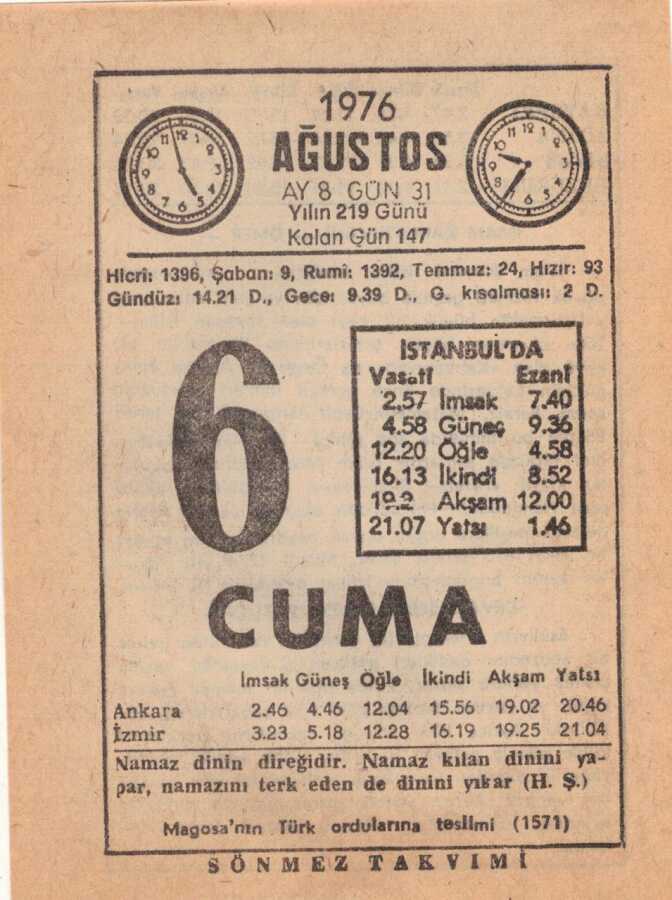 1976
AĞUSTOS
AY 8 GÜN 31
Yılın 219 Günü
Kalan Gün 147
Hicri: 1396, Şaban: 9, Rumi: 1392, Temmuz: 24, Hızır: 93
Gündüz: 14.21 D., Gece: 9.39 D., G. kısalması: 2 D.
6
İSTANBUL'DA
Vasati Ezani
2.57 İmsak 7.40
4.58 Güneş 9.36
12.20 Öğle 4.58
16.13 İkindi 8.52
19.2 Akşam 12.00
21.07 Yatsı 1.46
CUMA
İmsak Güneş Öğle İkindi Akşam Yatsı
Ankara 2.46 4.46 12.04 15.56 19.02 20.46
İzmir 3.23 5.18 12.28 16.19 19.25 21.04
Namaz dinin direğidir. Namaz kılan dinini ya-
par, namazını terk eden de dinini yıkar (H. Ş.)
Magosa'nın Türk ordularına teslimi (1571)
SÖNMEZ TAKVİMİ